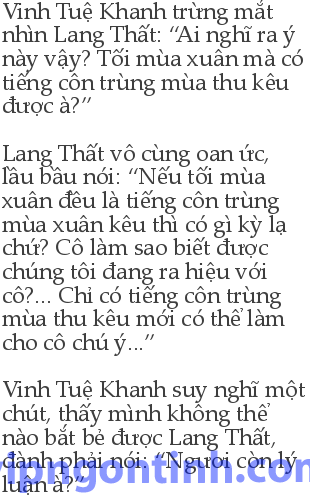 Vinh Tuệ Khanh trừng mắt
nhìn Lang Thất: “Ai nghĩ ra ý
này vậy? Tối mùa xuân mà có
tiếng côn trùng mùa thu kêu
được à?”
Lang Thất vô cùng oan ức,
lầu bầu nói: “Nếu tối mùa
xuân đều là tiếng côn trùng
mùa xuân kêu thì có gì kỳ lạ
chứ? Cô làm sao biết được
chúng tôi đang ra hiệu với
cô?... Chỉ có tiếng côn trùng
mùa thu kêu mới có thể làm
cho cô chú ý...”
Vinh Tuệ Khanh suy nghĩ một
chút, thấy mình không thể
nào bắt bẻ được Lang Thất,
đành phải nói: “Ngươi còn lý
luận à?”